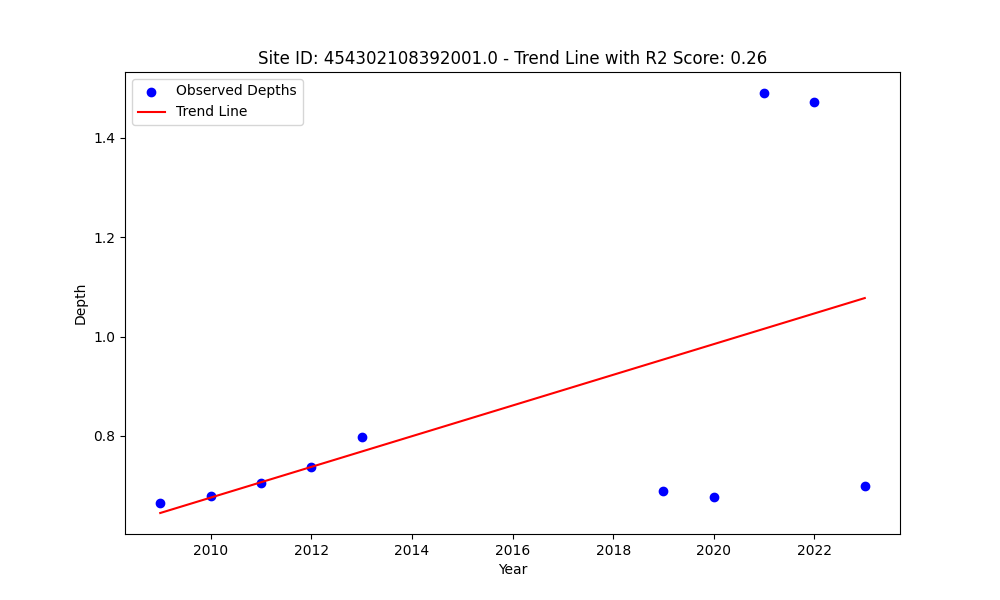 Site ID: 454302108392001.0 - Trend Line with R2 Score: 0.26
Observed Depths
Trend Line
1.4
1.2
1.0
0.8
Depth
2010 2012 2014 2016 2018 2020 2022
Year